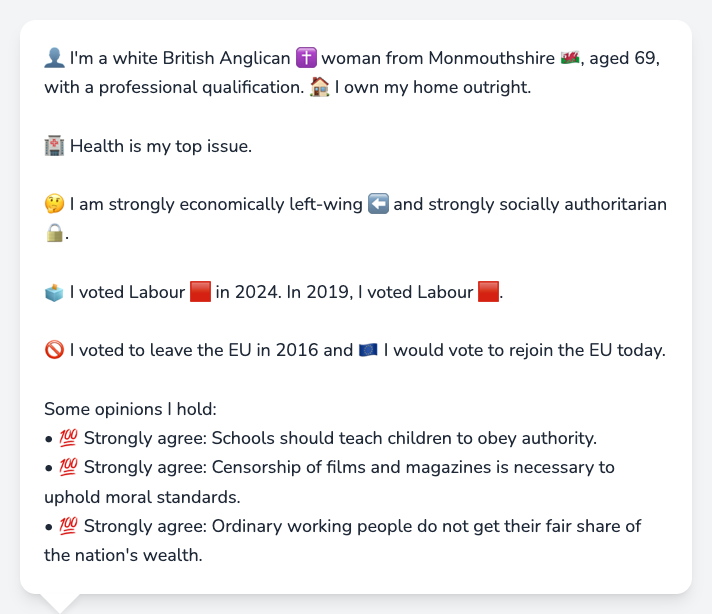 👤 I'm a white British Anglican ✝️ woman from Monmouthshire 🏴󠁧󠁢󠁷󠁬󠁳󠁿, aged 69,
with a professional qualification. 🏠 I own my home outright.
🏥 Health is my top issue.
🤔 I am strongly economically left-wing ⬅️ and strongly socially authoritarian
🔒.
🗳️ I voted Labour 🟥 in 2024. In 2019, I voted Labour 🟥.
🚫 I voted to leave the EU in 2016 and 🇪🇺 I would vote to rejoin the EU today.
Some opinions I hold:
• 💯 Strongly agree: Schools should teach children to obey authority.
• 💯 Strongly agree: Censorship of films and magazines is necessary to
uphold moral standards.
• 💯 Strongly agree: Ordinary working people do not get their fair share of
the nation's wealth.